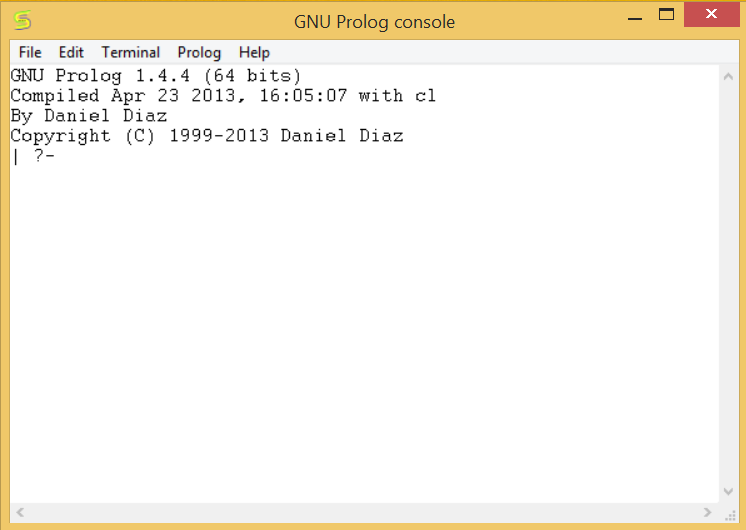 GNU Prolog console
File Edit Terminal Prolog Help
GNU Prolog 1.4.4 (64 bits)
Compiled Apr 23 2013, 16:05:07 with cl
By Daniel Diaz
Copyright (C) 1999-2013 Daniel Diaz
| ?-